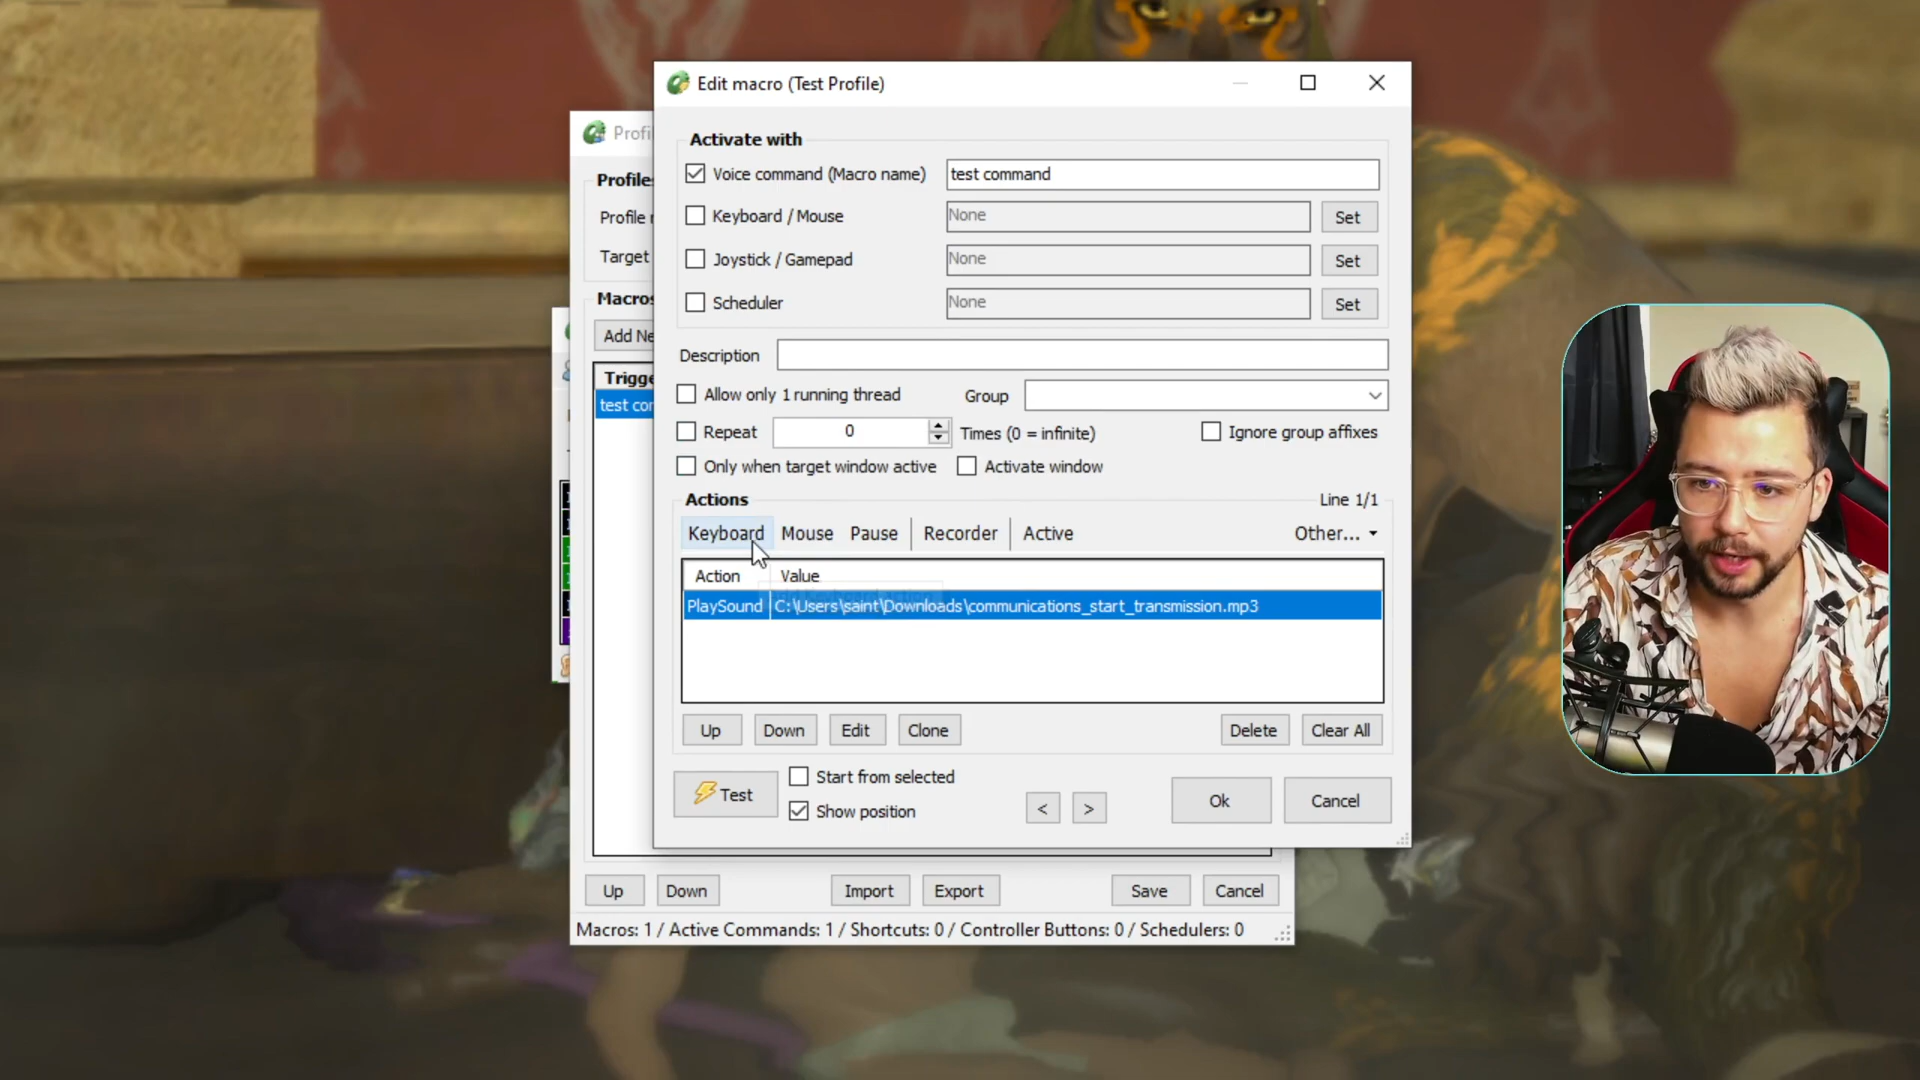 Edit macro (Test Profile)
Profi
Activate with
Profiles
Voice command (Macro name) test command
Profile
Keyboard / Mouse None Set
Target
Joystick / Gamepad None Set
Macros
Scheduler None Set
Add Ne
Description
Trigge
Allow only 1 running thread Group
test cor
Repeat 0 Times (0 = infinite) Ignore group affixes
Only when target window active Activate window
Actions Line 1/1
Keyboard Mouse Pause Recorder Active Other...
Action Value
PlaySound C:\Users\saint\Downloads\communications_start_transmission.mp3
Up Down Edit Clone Delete Clear All
Start from selected
Test < > Ok Cancel
Show position
Up Down Import Export Save Cancel
Macros: 1 / Active Commands: 1 / Shortcuts: 0 / Controller Buttons: 0 / Schedulers: 0